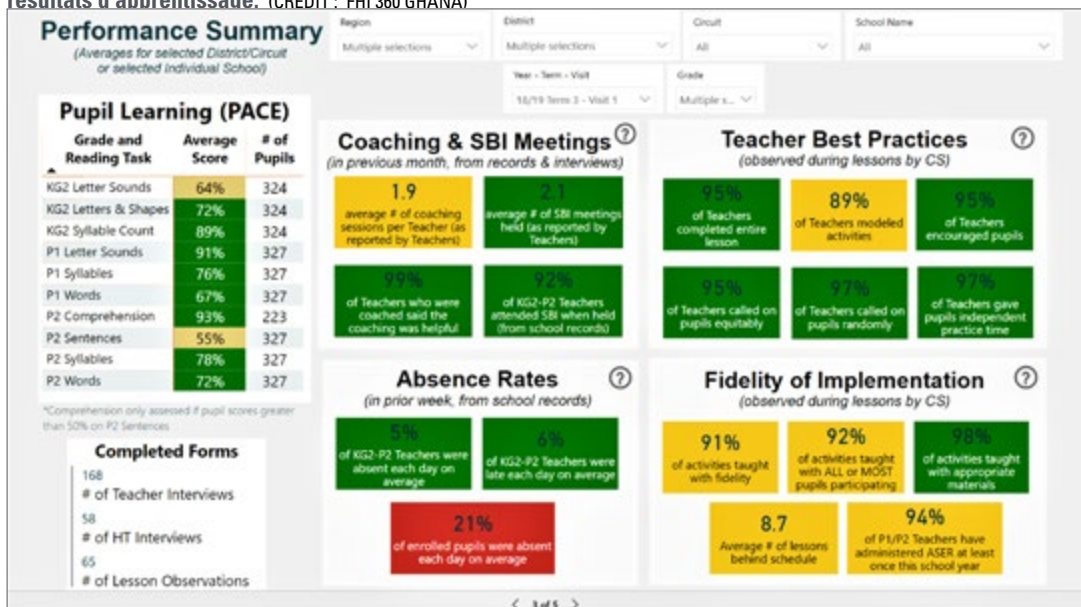 résultats d'apprentissage. (CREDIT : FHI 360 GHANA)
Performance Summary
(Averages for selected District/Circuit
or selected Individual School)
Region
Multiple selections
District
Multiple selections
Circuit
All
School Name
All
Year - Term - Visit
18/19 Term 3 - Visit 1
Grade
Multiple s...
Pupil Learning (PACE)
Grade and Reading Task Average Score # of Pupils
KG2 Letter Sounds 64% 324
KG2 Letters & Shapes 72% 324
KG2 Syllable Count 89% 324
P1 Letter Sounds 91% 327
P1 Syllables 76% 327
P1 Words 67% 327
P2 Comprehension 93% 223
P2 Sentences 55% 327
P2 Syllables 78% 327
P2 Words 72% 327
*Comprehension only assessed if pupil scores greater
than 50% on P2 Sentences
Completed Forms
168
# of Teacher Interviews
58
# of HT Interviews
65
# of Lesson Observations
Coaching & SBI Meetings ?
(in previous month, from records & interviews)
1.9
average # of coaching
sessions per Teacher (as
reported by Teachers)
2.1
average # of SBI meetings
held (as reported by
Teachers)
99%
of Teachers who were
coached said the
coaching was helpful
92%
of KG2-P2 Teachers
attended SBI when held
(from school records)
Teacher Best Practices ?
(observed during lessons by CS)
95%
of Teachers
completed entire
lesson
89%
of Teachers modeled
activities
95%
of Teachers
encouraged pupils
95%
of Teachers called on
pupils equitably
97%
of Teachers called on
pupils randomly
97%
of Teachers gave
pupils independent
practice time
Absence Rates ?
(in prior week, from school records)
5%
of KG2-P2 Teachers were
absent each day on
average
6%
of KG2-P2 Teachers were
late each day on average
21%
of enrolled pupils were absent
each day on average
Fidelity of Implementation ?
(observed during lessons by CS)
91%
of activities taught
with fidelity
92%
of activities taught
with ALL or MOST
pupils participating
98%
of activities taught
with appropriate
materials
8.7
Average # of lessons
behind schedule
94%
of P1/P2 Teachers have
administered ASER at least
once this school year
< 3 of 5 >